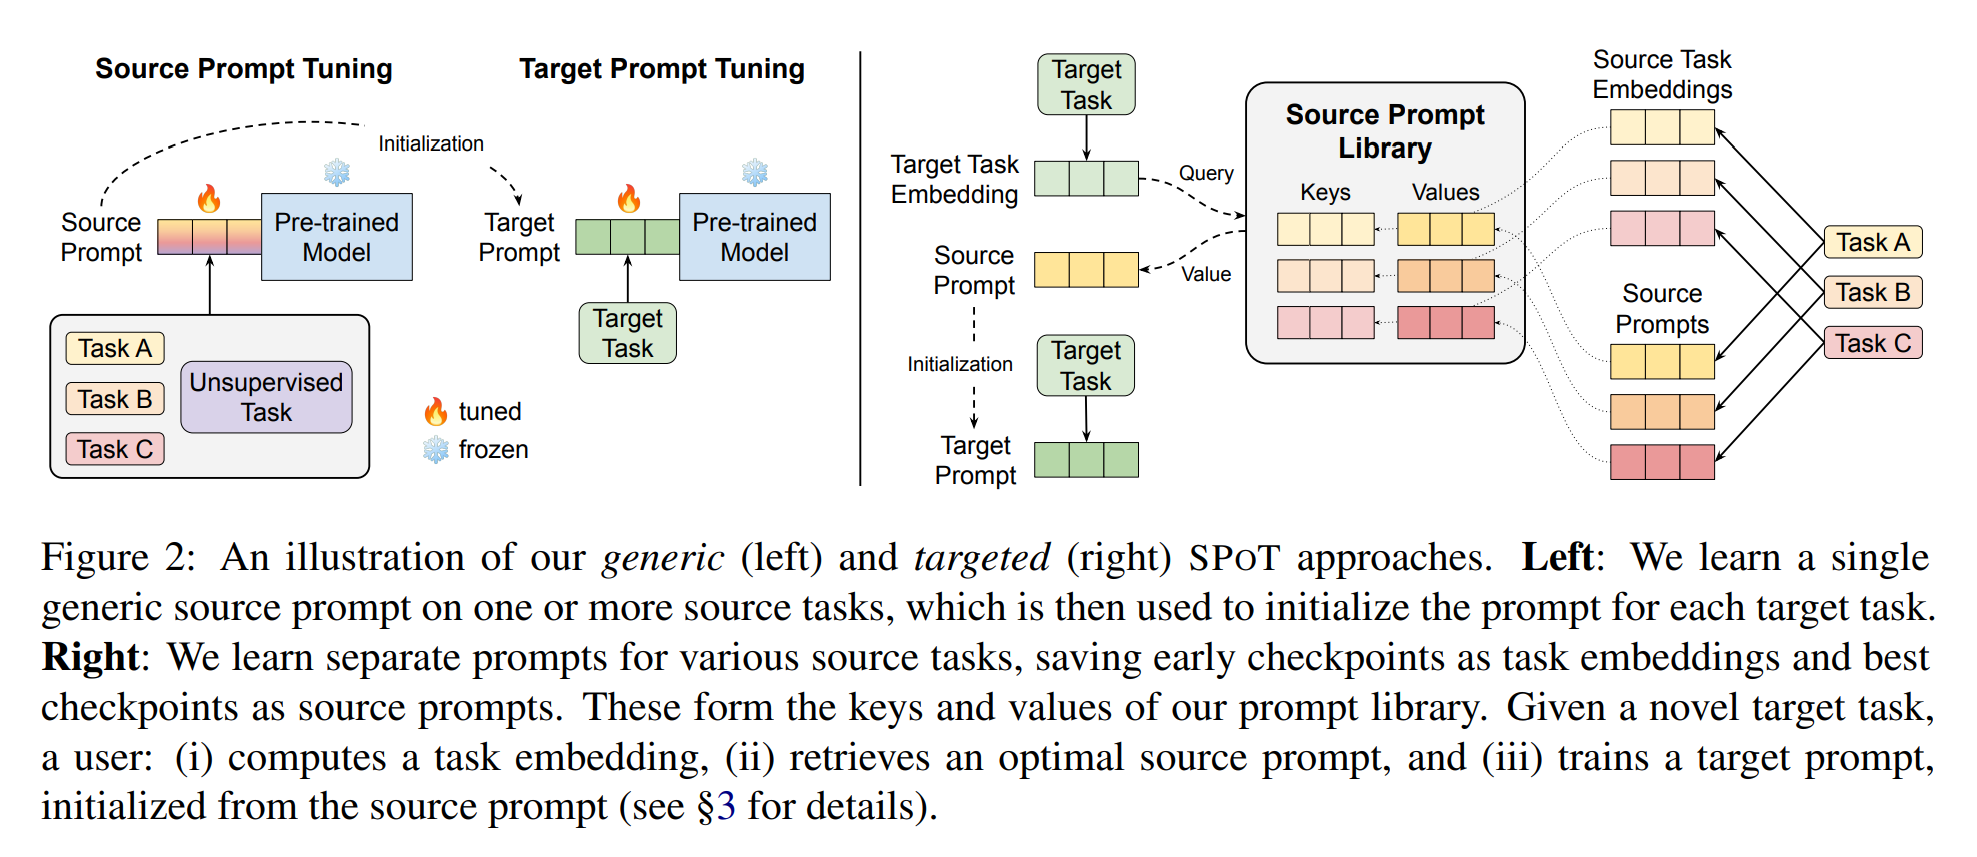 Source Prompt Tuning
Target Prompt Tuning
Initialization
Source
Prompt
Pre-trained
Model
Target
Prompt
Pre-trained
Model
Task A
Task B
Task C
Unsupervised
Task
Target
Task
tuned
frozen
Target
Task
Target Task
Embedding
Query
Source
Prompt
Value
Initialization
Target
Task
Target
Prompt
Source Prompt
Library
Keys
Values
Source Task
Embeddings
Source
Prompts
Task A
Task B
Task C
Figure 2: An illustration of our generic (left) and targeted (right) SPOT approaches. Left: We learn a single
generic source prompt on one or more source tasks, which is then used to initialize the prompt for each target task.
Right: We learn separate prompts for various source tasks, saving early checkpoints as task embeddings and best
checkpoints as source prompts. These form the keys and values of our prompt library. Given a novel target task,
a user: (i) computes a task embedding, (ii) retrieves an optimal source prompt, and (iii) trains a target prompt,
initialized from the source prompt (see §3 for details).